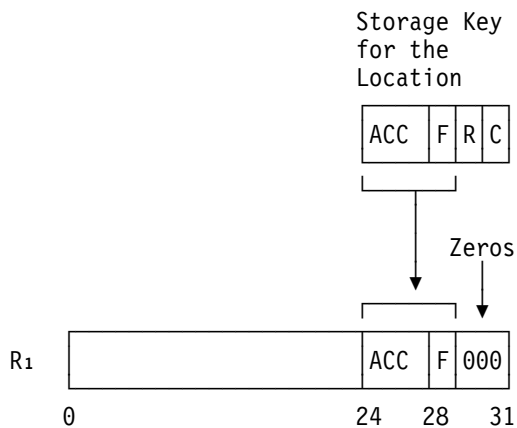 Storage Key
for the
Location
ACC F R C
Zeros
R₁ ACC F 000
0 24 28 31